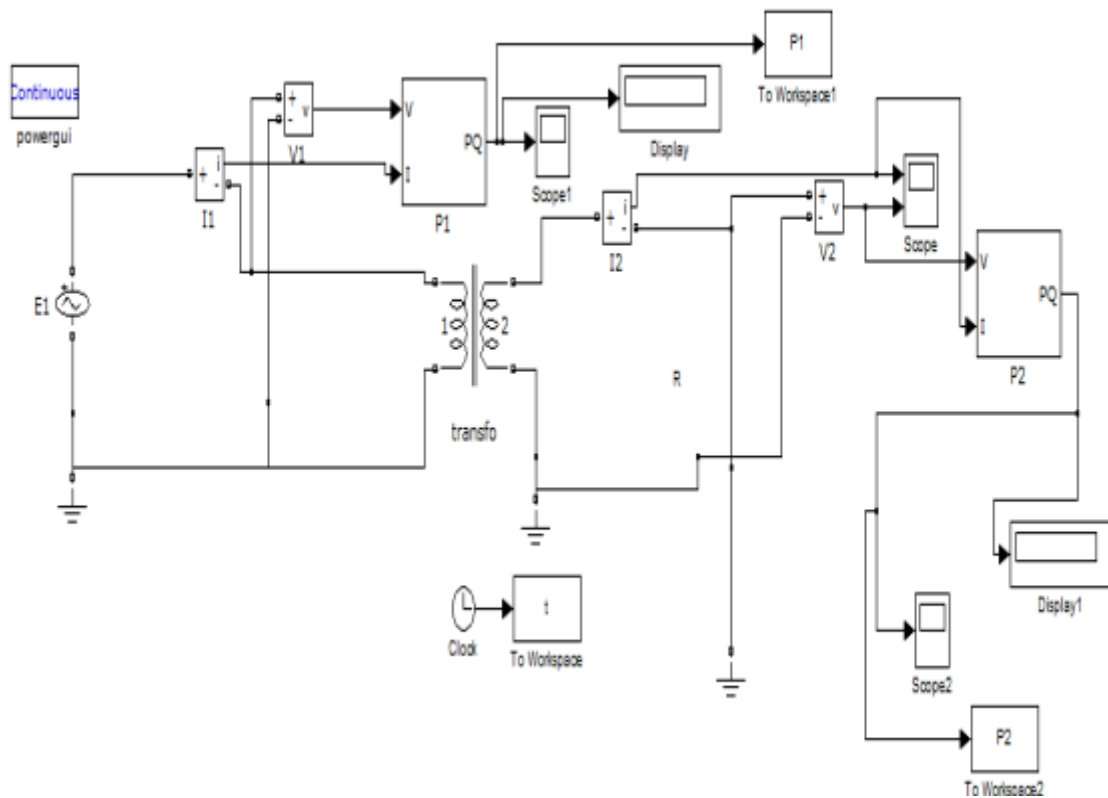 P1
To Workspace1
Continuous
powergui
+
-
v
V1
V
I
PQ
P1
Scope1
Display
+
i
-
I1
+
i
-
I2
+
-
v
V2
Scope
V
I
PQ
P2
+
E1
1
2
transfo
R
Clock
t
To Workspace
Display1
Scope2
P2
To Workspace2